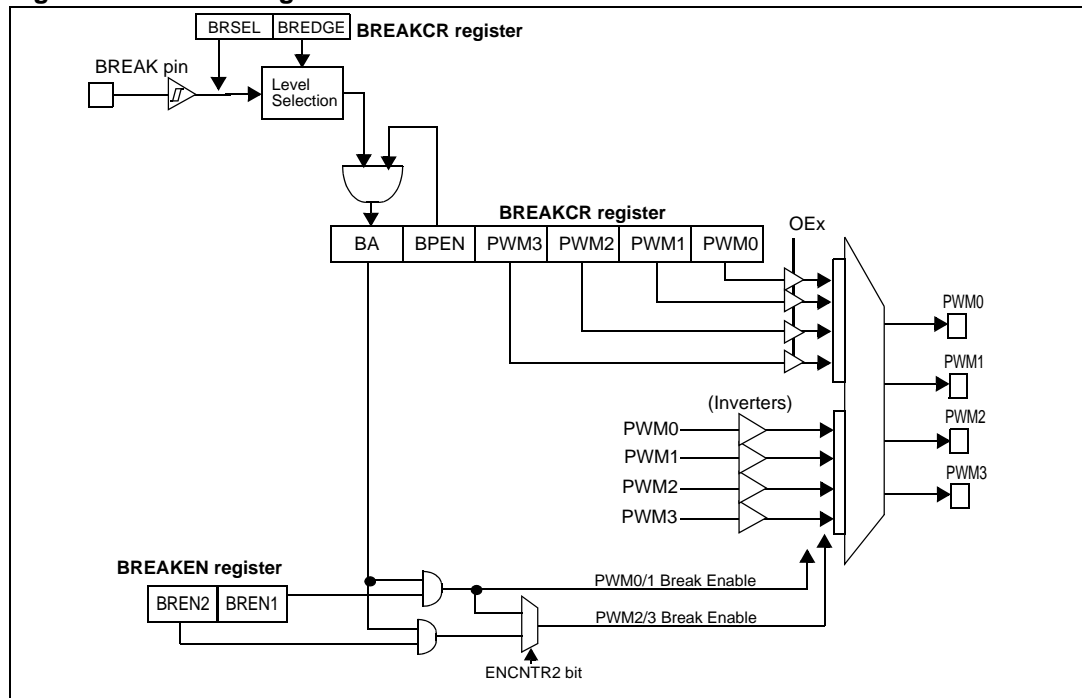 BRSEL BREDGE BREAKCR register
BREAK pin
Level
Selection
BREAKCR register
OEx
BA BPEN PWM3 PWM2 PWM1 PWM0
PWM0
PWM1
(Inverters)
PWM2
PWM0
PWM1
PWM3
PWM2
PWM3
BREAKEN register
PWM0/1 Break Enable
BREN2 BREN1
PWM2/3 Break Enable
ENCNTR2 bit